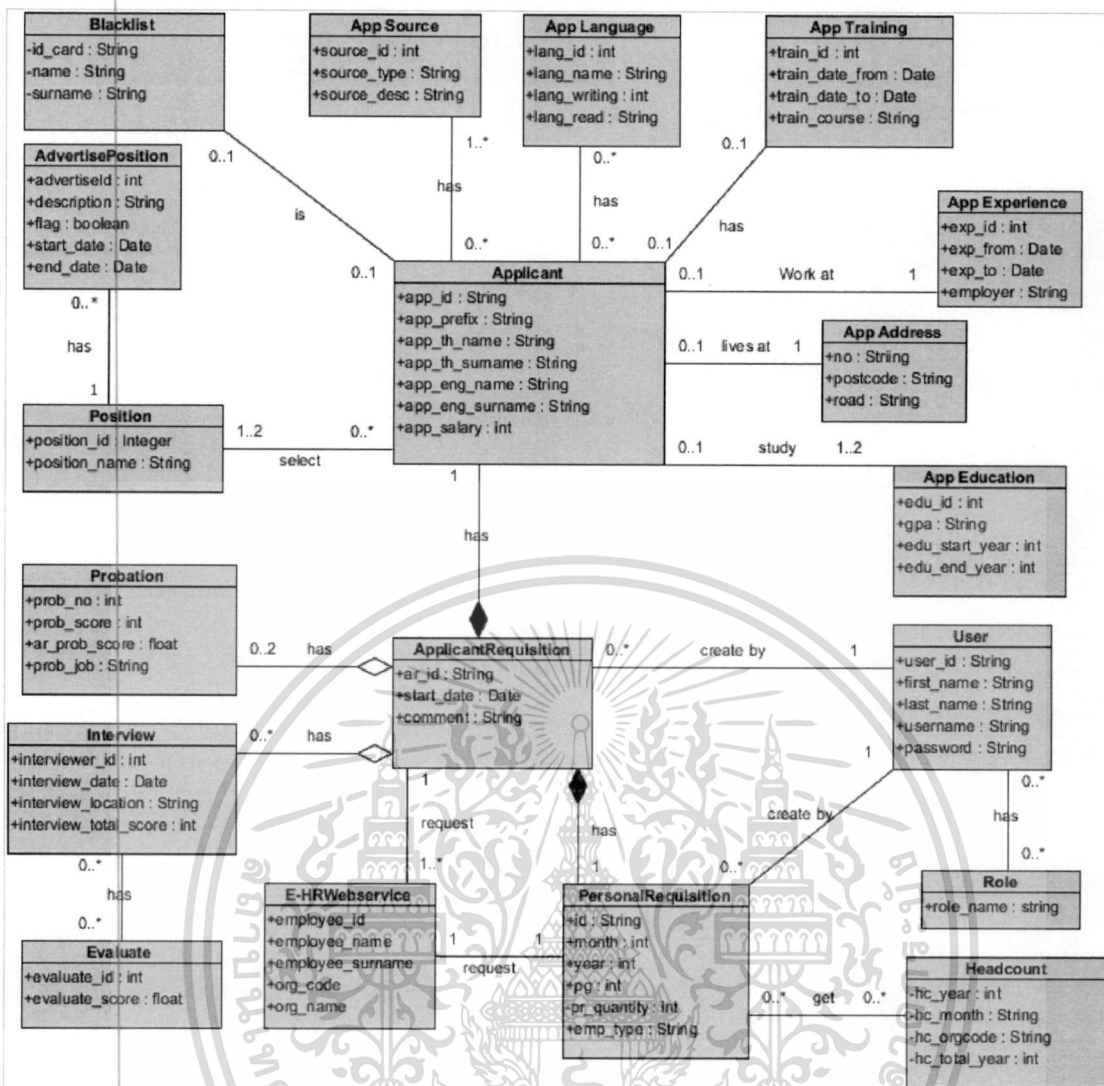 Blacklist
-id_card : String
-name : String
-surname : String
App Source
+source_id : int
+source_type : String
+source_desc : String
App Language
+lang_id : int
+lang_name : String
+lang_writing : int
+lang_read : String
App Training
+train_id : int
+train_date_from : Date
+train_date_to : Date
+train_course : String
0..1
1..*
0..*
0..1
AdvertisePosition
+advertiseId : int
+description : String
+flag : boolean
+start_date : Date
+end_date : Date
is
has
has
has
0..1
0..*
0..*
0..1
App Experience
+exp_id : int
+exp_from : Date
+exp_to : Date
+employer : String
Applicant
+app_id : String
+app_prefix : String
+app_th_name : String
+app_th_surname : String
+app_eng_name : String
+app_eng_surname : String
+app_salary : int
0..1 Work at 1
0..*
has
1
App Address
+no : Striing
+postcode : String
+road : String
0..1 lives at 1
Position
+position_id : Integer
+position_name : String
1..2 0..*
select
0..1 study 1..2
App Education
+edu_id : int
+gpa : String
+edu_start_year : int
+edu_end_year : int
1
has
Probation
+prob_no : int
+prob_score : int
+ar_prob_score : float
+prob_job : String
0..2 has
ApplicantRequisition
+ar_id : String
+start_date : Date
+comment : String
0..* create by 1
User
+user_id : String
+first_name : String
+last_name : String
+username : String
+password : String
Interview
+interviewer_id : int
+interview_date : Date
+interview_location : String
+interview_total_score : int
0..* has
1
request
1..*
has
1
1
create by
0..*
0..*
has
0..*
0..*
has
0..*
Evaluate
+evaluate_id : int
+evaluate_score : float
E-HRWebservice
+employee_id
+employee_name
+employee_surname
+org_code
+org_name
1 1
request
PersonalRequisition
+id : String
+month : int
+year : int
+pg : int
-pr_quantity : int
+emp_type : String
Role
+role_name : string
0..* get 0..*
Headcount
-hc_year : int
-hc_month : String
-hc_orgcode : String
-hc_total_year : int